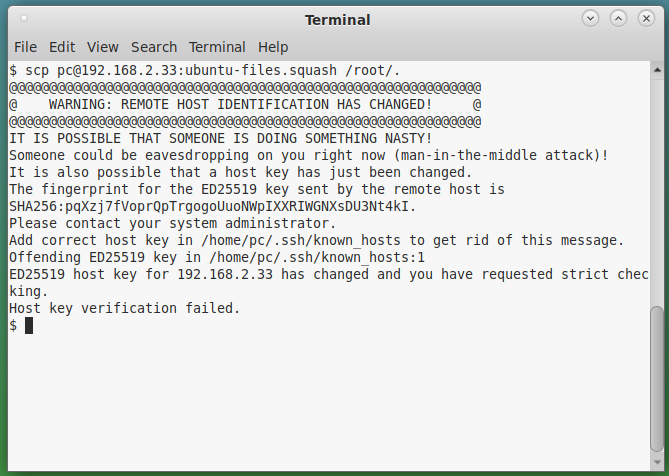 Terminal
File Edit View Search Terminal Help
$ scp pc@192.168.2.33:ubuntu-files.squash /root/.
@@@@@@@@@@@@@@@@@@@@@@@@@@@@@@@@@@@@@@@@@@@@@@@@@@@@@@@@@@@
@    WARNING: REMOTE HOST IDENTIFICATION HAS CHANGED!     @
@@@@@@@@@@@@@@@@@@@@@@@@@@@@@@@@@@@@@@@@@@@@@@@@@@@@@@@@@@@
IT IS POSSIBLE THAT SOMEONE IS DOING SOMETHING NASTY!
Someone could be eavesdropping on you right now (man-in-the-middle attack)!
It is also possible that a host key has just been changed.
The fingerprint for the ED25519 key sent by the remote host is
SHA256:pqXzj7fVoprQpTrgogoUuoNWpIXXRIWGNXsDU3Nt4kI.
Please contact your system administrator.
Add correct host key in /home/pc/.ssh/known_hosts to get rid of this message.
Offending ED25519 key in /home/pc/.ssh/known_hosts:1
ED25519 host key for 192.168.2.33 has changed and you have requested strict chec
king.
Host key verification failed.
$